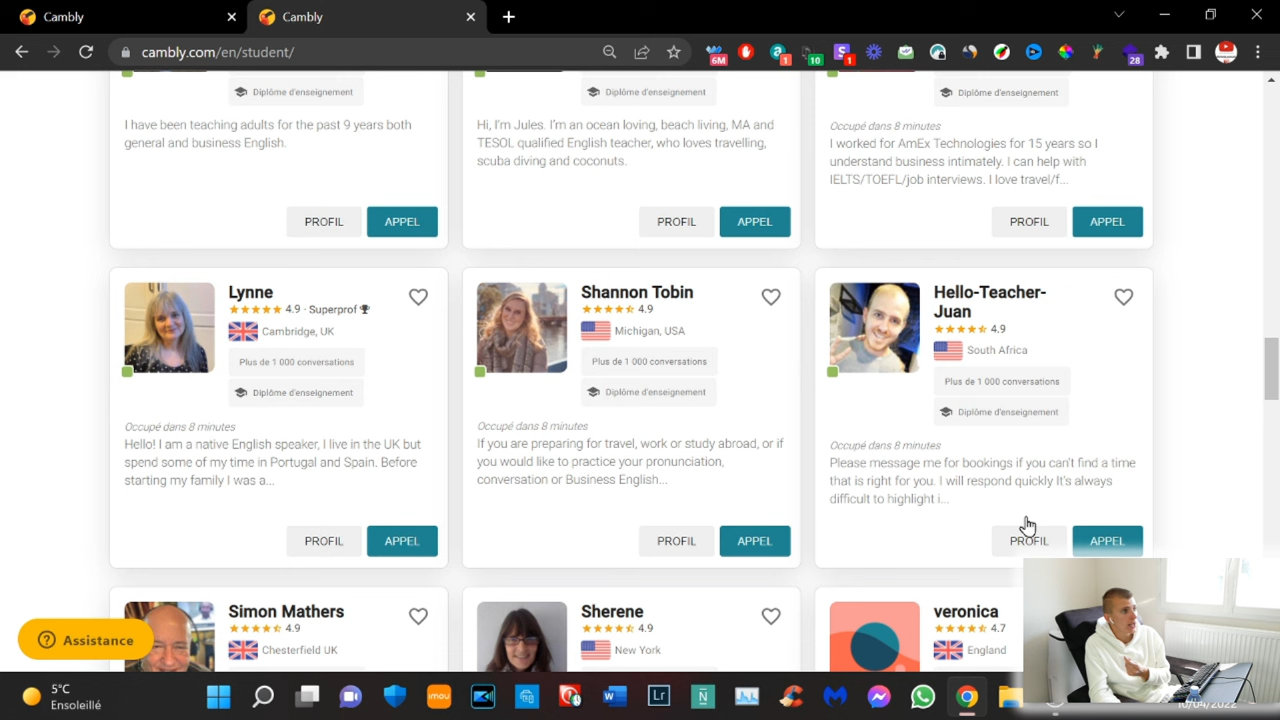 Cambly
Cambly
cambly.com/en/student/
6M
1
10
1
28
Diplôme d'enseignement
I have been teaching adults for the past 9 years both
general and business English.
PROFIL
APPEL
Diplôme d'enseignement
Hi, I'm Jules. I'm an ocean loving, beach living, MA and
TESOL qualified English teacher, who loves travelling,
scuba diving and coconuts.
PROFIL
APPEL
Diplôme d'enseignement
Occupé dans 8 minutes
I worked for AmEx Technologies for 15 years so I
understand business intimately. I can help with
IELTS/TOEFL/job interviews. I love travel/f...
PROFIL
APPEL
Lynne
4.9 · Superprof
Cambridge, UK
Plus de 1 000 conversations
Diplôme d'enseignement
Occupé dans 8 minutes
Hello! I am a native English speaker, I live in the UK but
spend some of my time in Portugal and Spain. Before
starting my family I was a...
PROFIL
APPEL
Shannon Tobin
4.9
Michigan, USA
Plus de 1 000 conversations
Diplôme d'enseignement
Occupé dans 8 minutes
If you are preparing for travel, work or study abroad, or if
you would like to practice your pronunciation,
conversation or Business English...
PROFIL
APPEL
Hello-Teacher-
Juan
4.9
South Africa
Plus de 1 000 conversations
Diplôme d'enseignement
Occupé dans 8 minutes
Please message me for bookings if you can't find a time
that is right for you. I will respond quickly It's always
difficult to highlight i...
PROFIL
APPEL
Simon Mathers
4.9
Chesterfield UK
Sherene
4.9
New York
veronica
4.7
England
Assistance
5°C
Ensoleillé
imou
W
Lr
N
10/04/2022